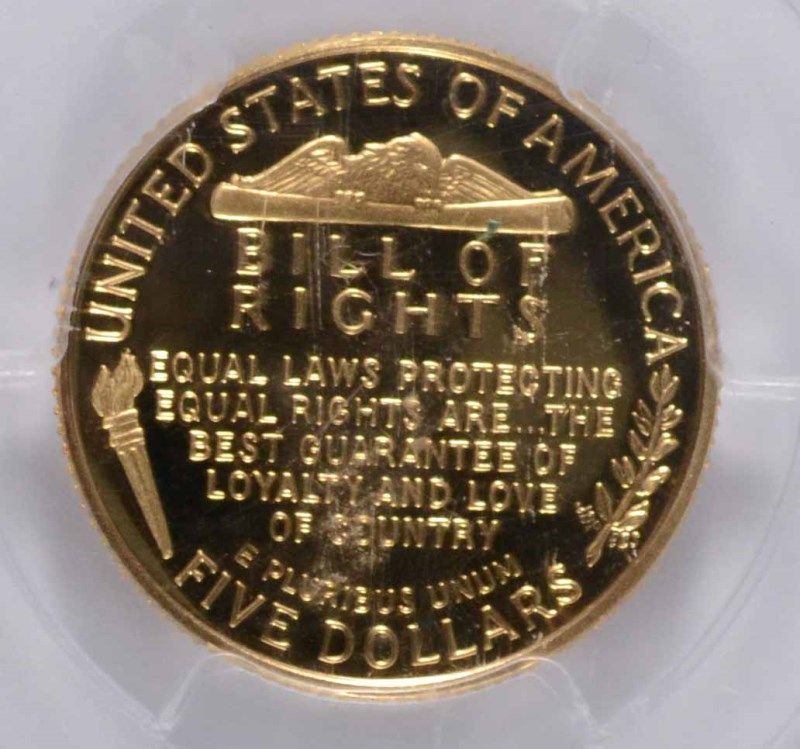 UNITED STATES OF AMERICA
BILL OF
RIGHTS
EQUAL LAWS PROTECTING
EQUAL RIGHTS ARE...THE
BEST GUARANTEE OF
LOYALTY AND LOVE
OF COUNTRY
E PLURIBUS UNUM
FIVE DOLLARS